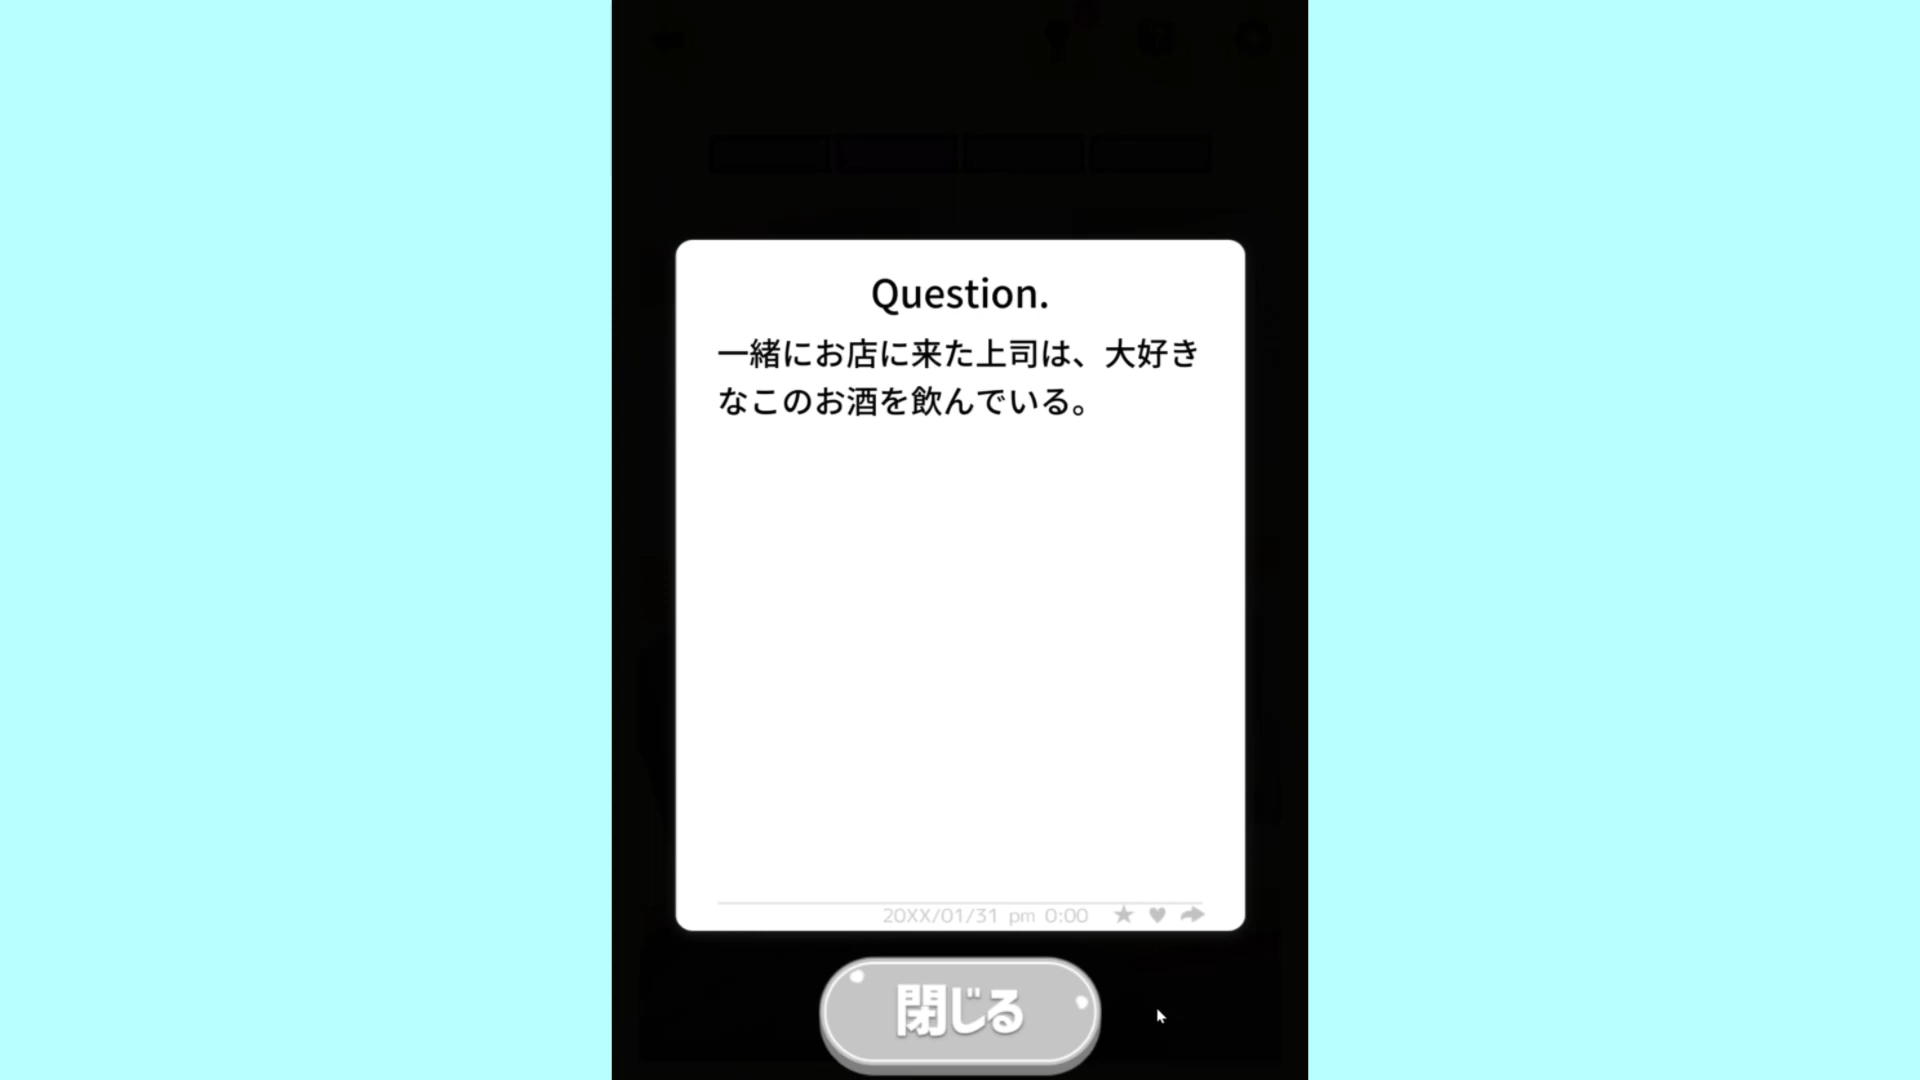 Question.
一緒にお店に来た上司は、大好き
なこのお酒を飲んでいる。
20XX/01/31 pm 0:00
閉じる